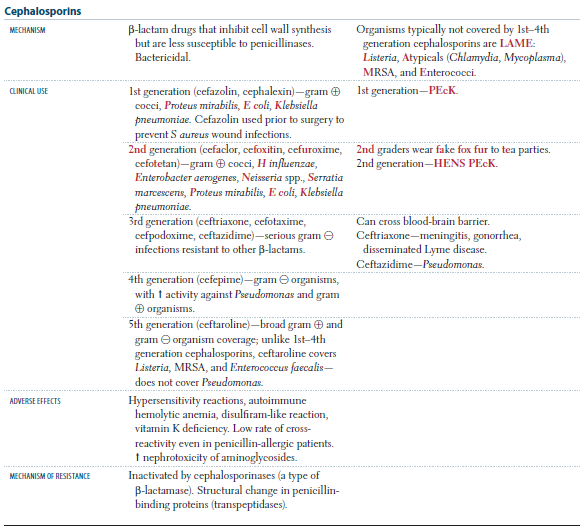 Cephalosporins
MECHANISM
β-lactam drugs that inhibit cell wall synthesis
but are less susceptible to penicillinases.
Bactericidal.
Organisms typically not covered by 1st–4th
generation cephalosporins are LAME:
Listeria, Atypicals (Chlamydia, Mycoplasma),
MRSA, and Enterococci.
CLINICAL USE
1st generation (cefazolin, cephalexin)—gram ⊕
cocci, Proteus mirabilis, E coli, Klebsiella
pneumoniae. Cefazolin used prior to surgery to
prevent S aureus wound infections.
1st generation—PEcK.
2nd generation (cefaclor, cefoxitin, cefuroxime,
cefotetan)—gram ⊕ cocci, H influenzae,
Enterobacter aerogenes, Neisseria spp., Serratia
marcescens, Proteus mirabilis, E coli, Klebsiella
pneumoniae.
2nd graders wear fake fox fur to tea parties.
2nd generation—HENS PEcK.
3rd generation (ceftriaxone, cefotaxime,
cefpodoxime, ceftazidime)—serious gram ⊖
infections resistant to other β-lactams.
Can cross blood-brain barrier.
Ceftriaxone—meningitis, gonorrhea,
disseminated Lyme disease.
Ceftazidime—Pseudomonas.
4th generation (cefepime)—gram ⊖ organisms,
with ↑ activity against Pseudomonas and gram
⊕ organisms.
5th generation (ceftaroline)—broad gram ⊕ and
gram ⊖ organism coverage; unlike 1st–4th
generation cephalosporins, ceftaroline covers
Listeria, MRSA, and Enterococcus faecalis—
does not cover Pseudomonas.
ADVERSE EFFECTS
Hypersensitivity reactions, autoimmune
hemolytic anemia, disulfiram-like reaction,
vitamin K deficiency. Low rate of cross-
reactivity even in penicillin-allergic patients.
↑ nephrotoxicity of aminoglycosides.
MECHANISM OF RESISTANCE
Inactivated by cephalosporinases (a type of
β-lactamase). Structural change in penicillin-
binding proteins (transpeptidases).